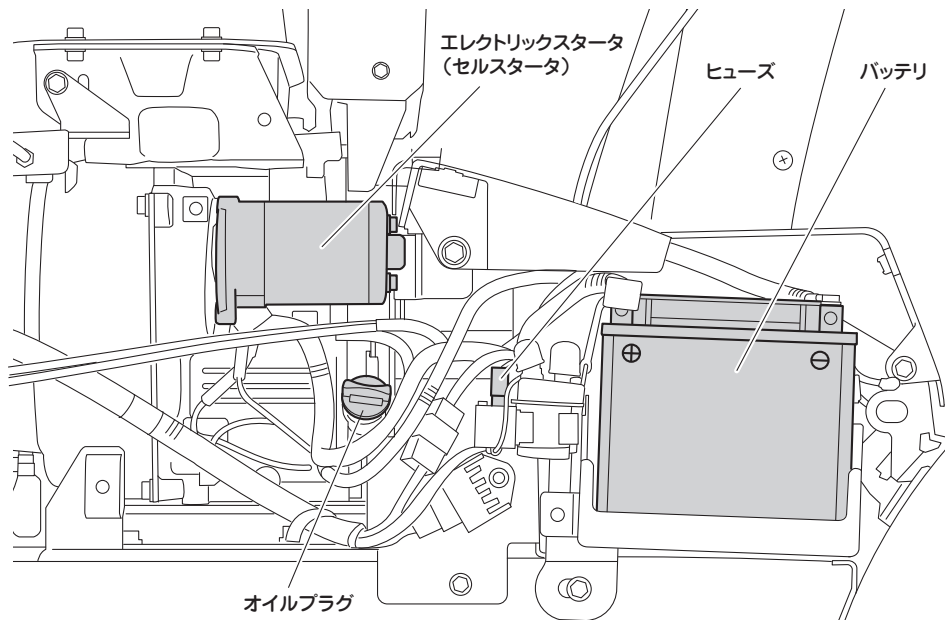 エレクトリックスタータ
（セルスタータ）
ヒューズ
バッテリ
⊕
⊖
オイルプラグ